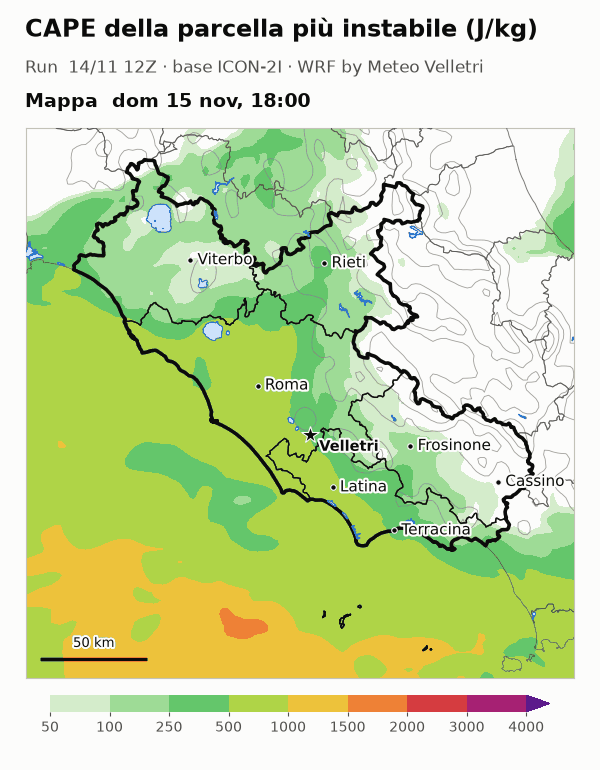 CAPE della parcella più instabile (J/kg)
Run 14/11 12Z · base ICON-2I · WRF by Meteo Velletri
Mappa dom 15 nov, 18:00
Viterbo
Rieti
Roma
Velletri
Frosinone
Latina
Cassino
Terracina
50 km
50 100 250 500 1000 1500 2000 3000 4000